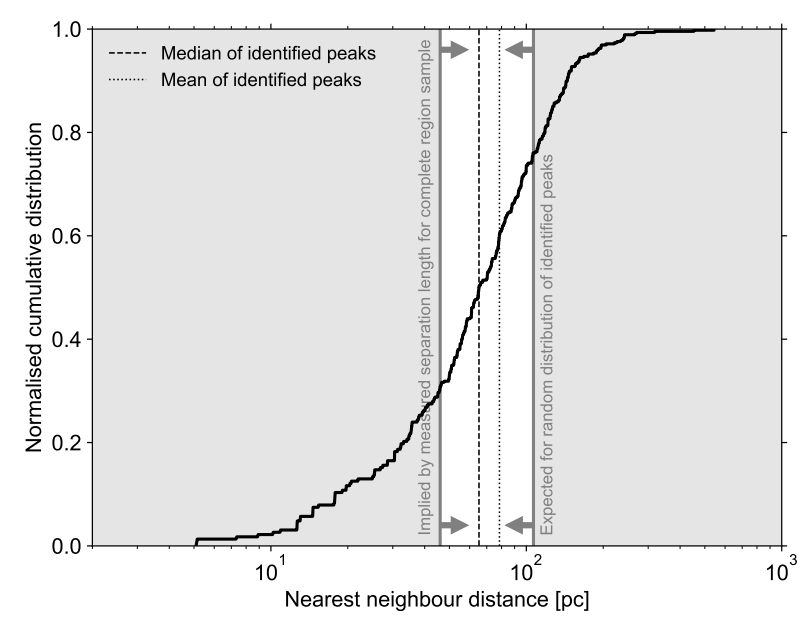 Median of identified peaks
Mean of identified peaks
Implied by measured separation length for complete region sample
Expected for random distribution of identified peaks
Normalised cumulative distribution
1.0
0.8
0.6
0.4
0.2
0.0
10¹
10²
10³
Nearest neighbour distance [pc]